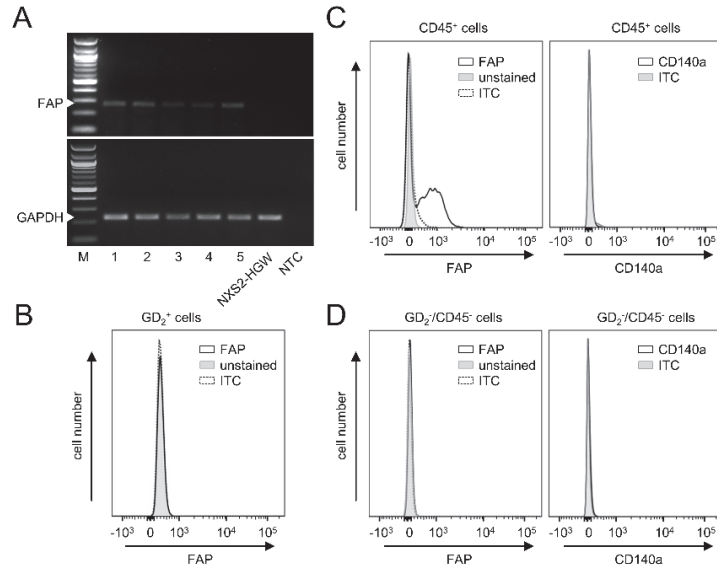 A
FAP
GAPDH
M 1 2 3 4 5 NXS2-HGW NTC
B
GD₂⁺ cells
FAP
unstained
ITC
cell number
-10³ 0 10³ 10⁴ 10⁵
FAP
C
CD45⁺ cells
FAP
unstained
ITC
cell number
-10³ 0 10³ 10⁴ 10⁵
FAP
CD45⁺ cells
CD140a
ITC
-10³ 0 10³ 10⁴ 10⁵
CD140a
D
GD₂⁻/CD45⁻ cells
FAP
unstained
ITC
cell number
-10³ 0 10³ 10⁴ 10⁵
FAP
GD₂⁻/CD45⁻ cells
CD140a
ITC
-10³ 0 10³ 10⁴ 10⁵
CD140a